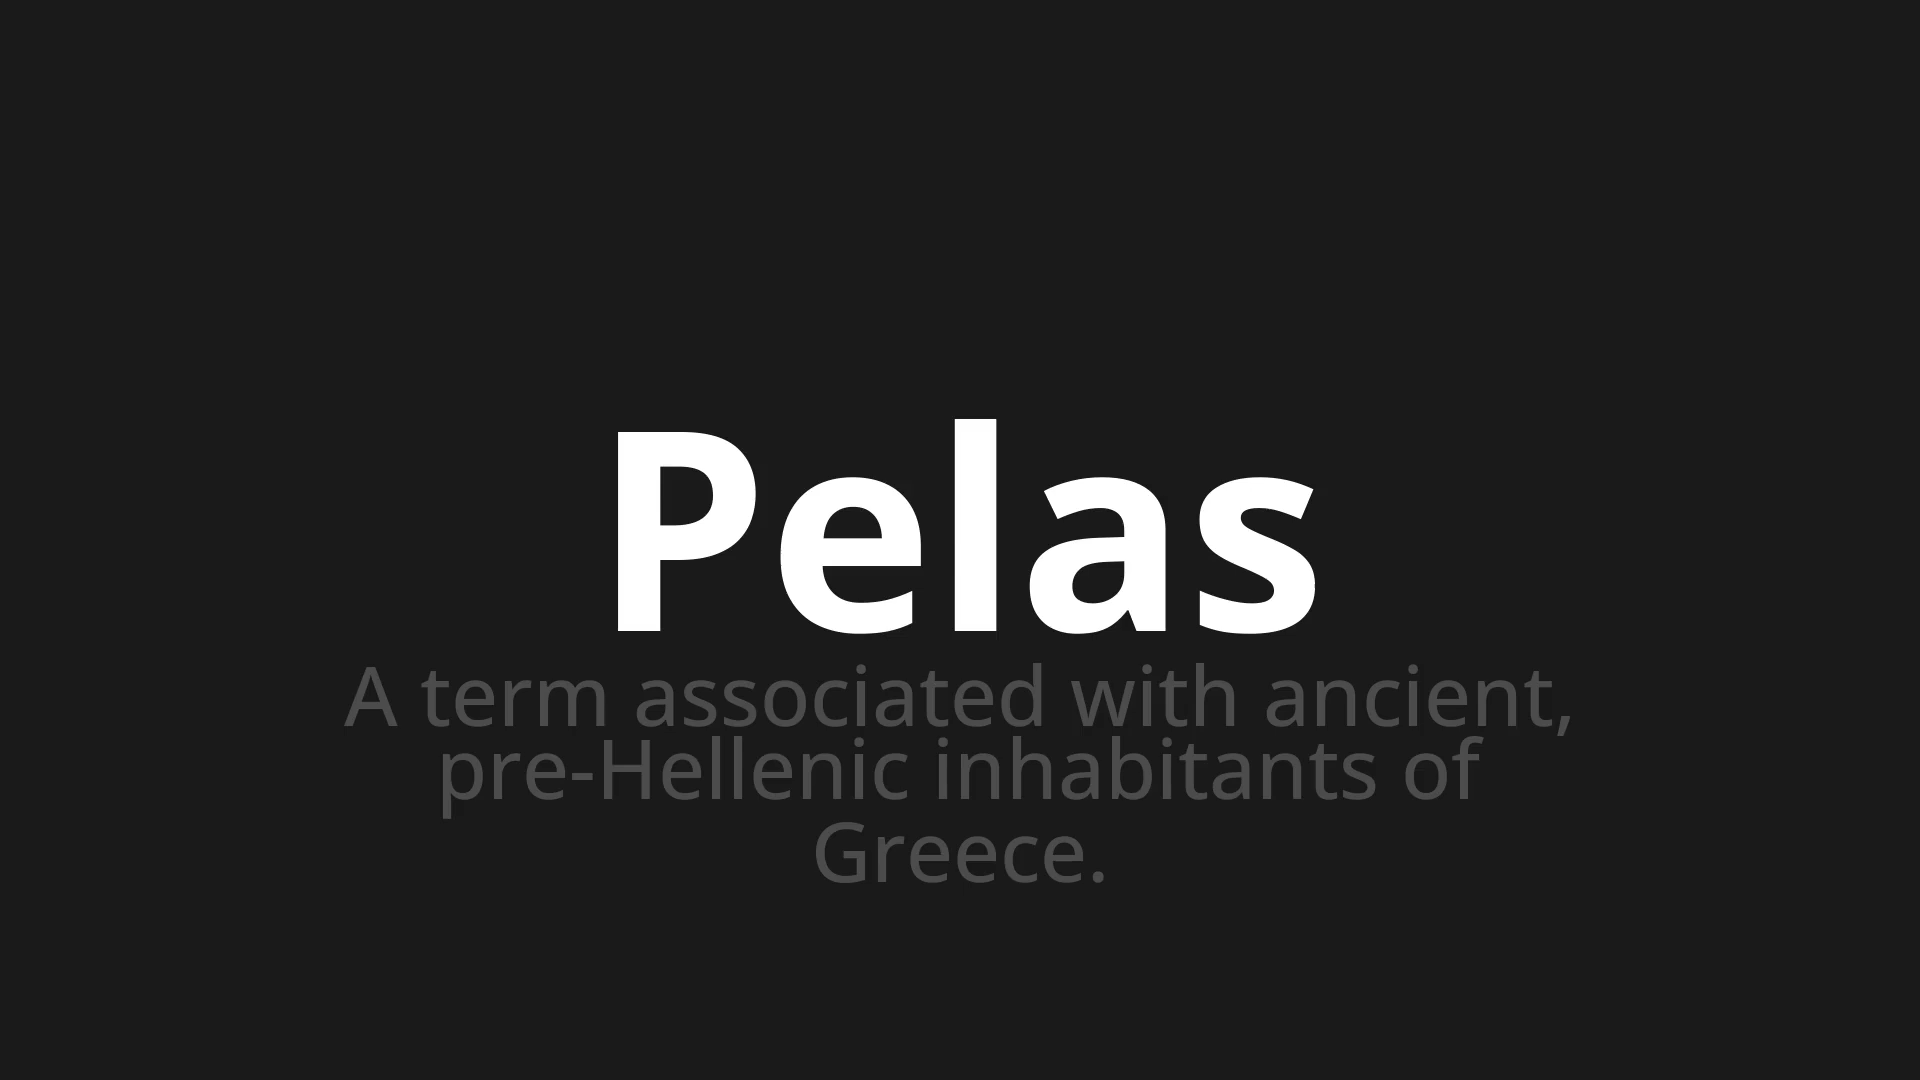 Pelas
A term associated with ancient,
pre-Hellenic inhabitants of
Greece.